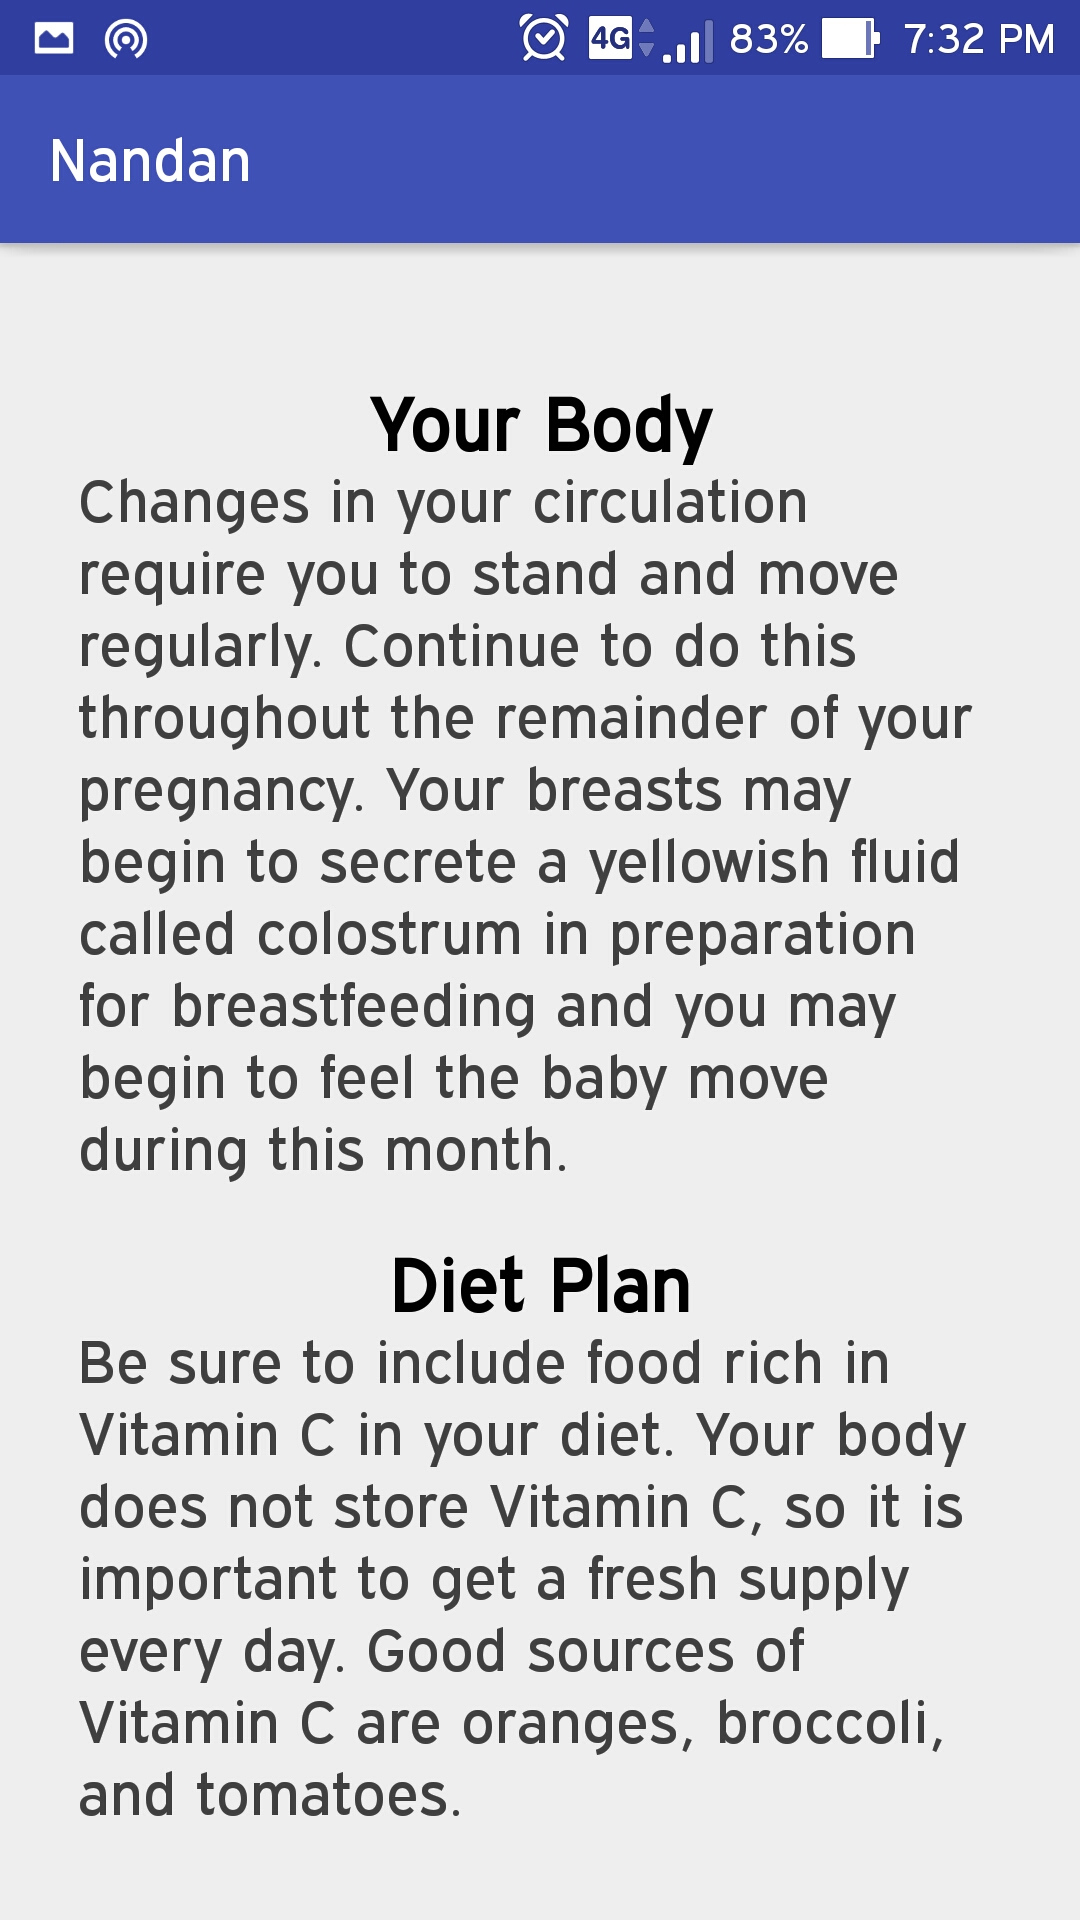 4G 83% 7:32 PM
Nandan
Your Body
Changes in your circulation
require you to stand and move
regularly. Continue to do this
throughout the remainder of your
pregnancy. Your breasts may
begin to secrete a yellowish fluid
called colostrum in preparation
for breastfeeding and you may
begin to feel the baby move
during this month.
Diet Plan
Be sure to include food rich in
Vitamin C in your diet. Your body
does not store Vitamin C, so it is
important to get a fresh supply
every day. Good sources of
Vitamin C are oranges, broccoli,
and tomatoes.